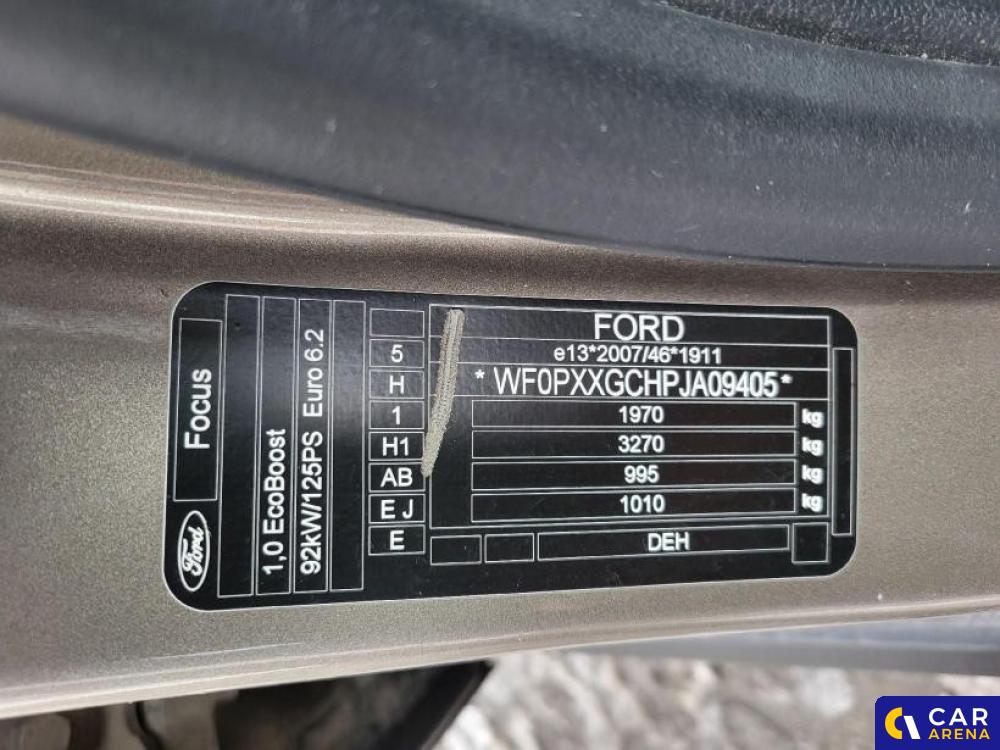 FORD
e13*2007/46*1911
* WF0PXXGCHPJA09405 *
1970 kg
3270 kg
995 kg
1010 kg
DEH
5
H
1
H1
AB
E J
E
Focus
Ford
1,0 EcoBoost
92kW/125PS Euro 6.2
CAR
ARENA